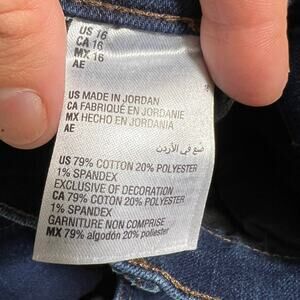 US 16
CA 16
MX 16
AE
US MADE IN JORDAN
CA FABRIQUÉ EN JORDANIE
MX HECHO EN JORDANIA
AE
صنع في الأردن
US 79% COTTON 20% POLYESTER
1% SPANDEX
EXCLUSIVE OF DECORATION
CA 79% COTON 20% POLYESTER
1% SPANDEX
GARNITURE NON COMPRISE
MX 79% algodón 20% poliester